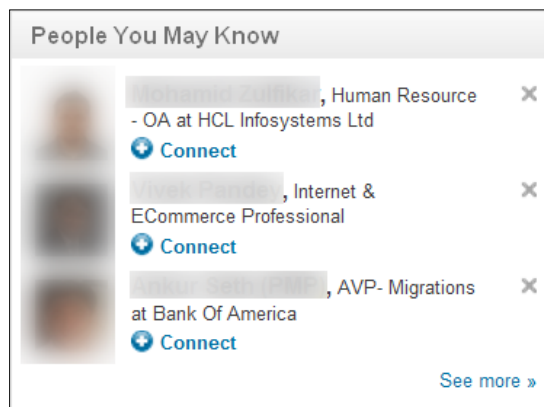 People You May Know
, Human Resource
- OA at HCL Infosystems Ltd
Connect
, Internet &
ECommerce Professional
Connect
, AVP- Migrations
at Bank Of America
Connect
See more »